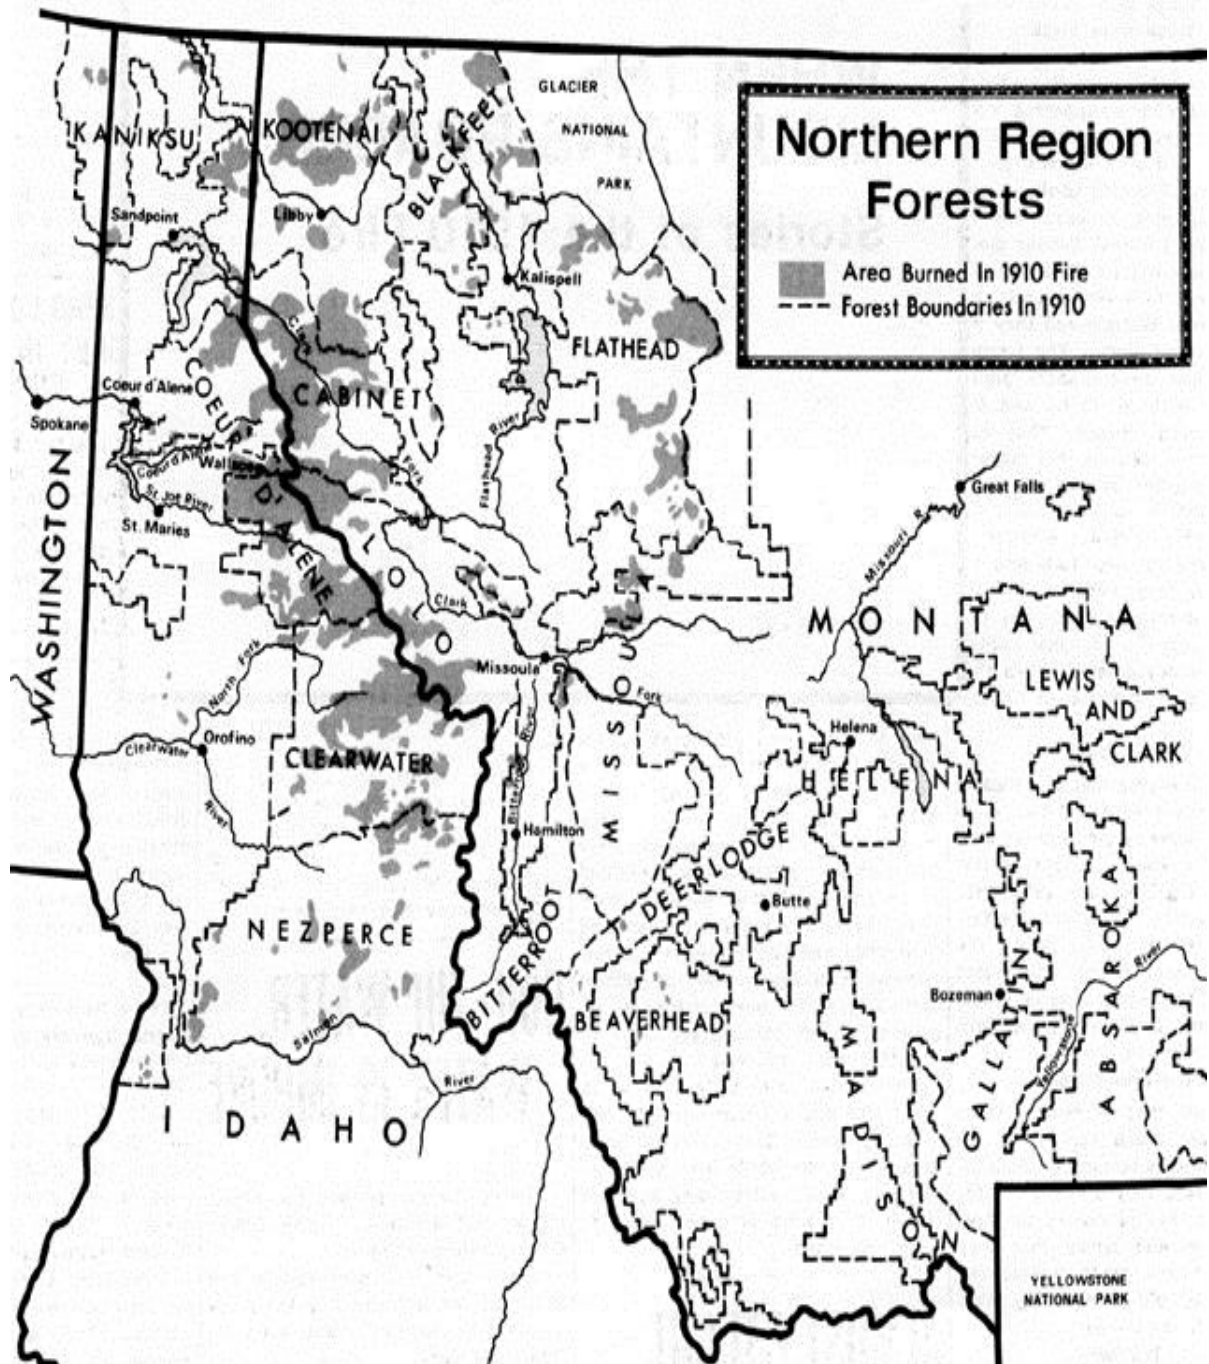 Northern Region
Forests
Area Burned In 1910 Fire
Forest Boundaries In 1910
GLACIER
NATIONAL
PARK
KANIKSU
KOOTENAI
BLACKFEET
Sandpoint
Libby
Kalispell
FLATHEAD
Clark
CABINET
Fork
Flathead
River
Coeur d'Alene
COEUR
D'ALENE
Spokane
Coeur d'Alene
Wallace
St. Joe River
St. Maries
WASHINGTON
LOLO
Clark
Missoula
Fork
MISSOULA
Great Falls
Missouri R.
MONTANA
LEWIS
AND
CLARK
Helena
HELENA
North Fork
Clearwater
Orofino
River
CLEARWATER
Bitterroot River
Hamilton
DEERLODGE
Butte
NEZPERCE
BITTERROOT
BEAVERHEAD
MADISON
Bozeman
GALLATIN
ABSAROKA
Yellowstone
River
Salmon
River
IDAHO
YELLOWSTONE
NATIONAL PARK